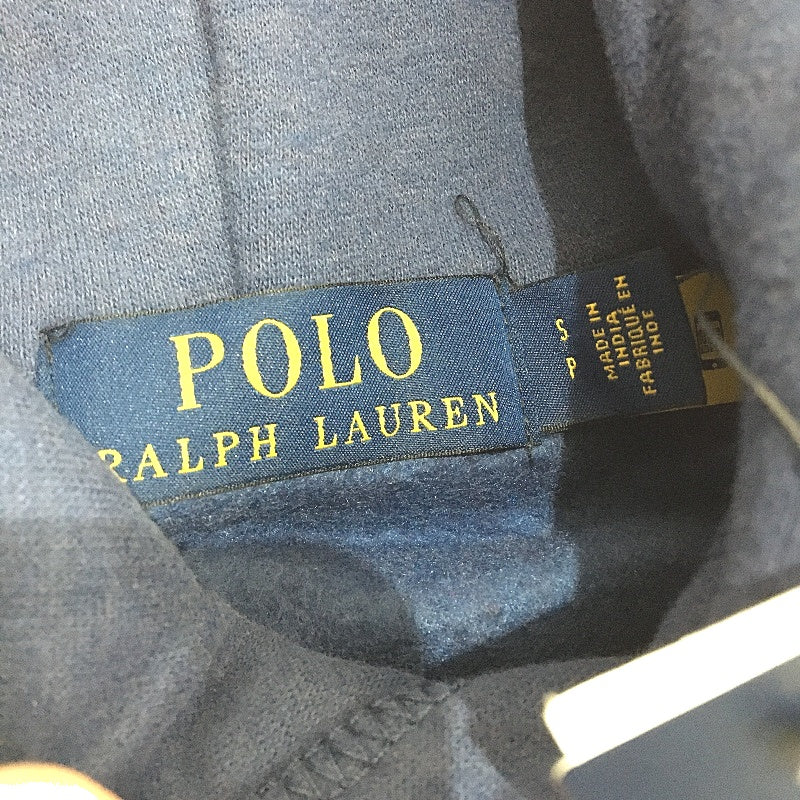 POLO
RALPH LAUREN
S
P
MADE IN
INDIA
FABRIQUÉ EN
INDE